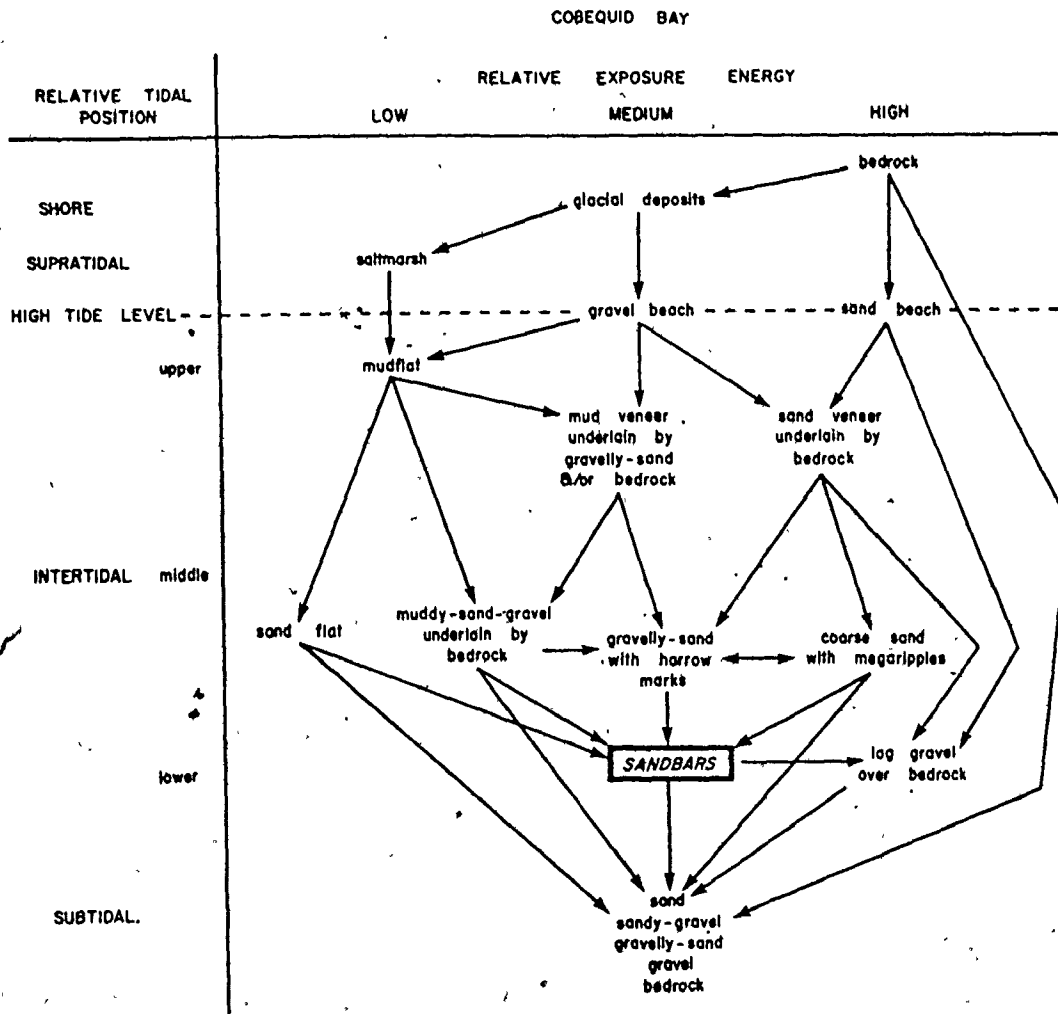 COBEQUID BAY
RELATIVE EXPOSURE ENERGY
RELATIVE TIDAL
POSITION
LOW MEDIUM HIGH
bedrock
SHORE
glacial deposits
SUPRATIDAL
saltmarsh
HIGH TIDE LEVEL
gravel beach
sand beach
upper
mudflat
mud veneer
underlain by
gravelly-sand
&/or bedrock
sand veneer
underlain by
bedrock
INTERTIDAL middle
sand flat
muddy-sand-gravel
underlain by
bedrock
gravelly-sand
with harrow
marks
coarse sand
with megaripples
lower
SANDBARS
lag gravel
over bedrock
SUBTIDAL.
sand
sandy-gravel
gravelly-sand
gravel
bedrock